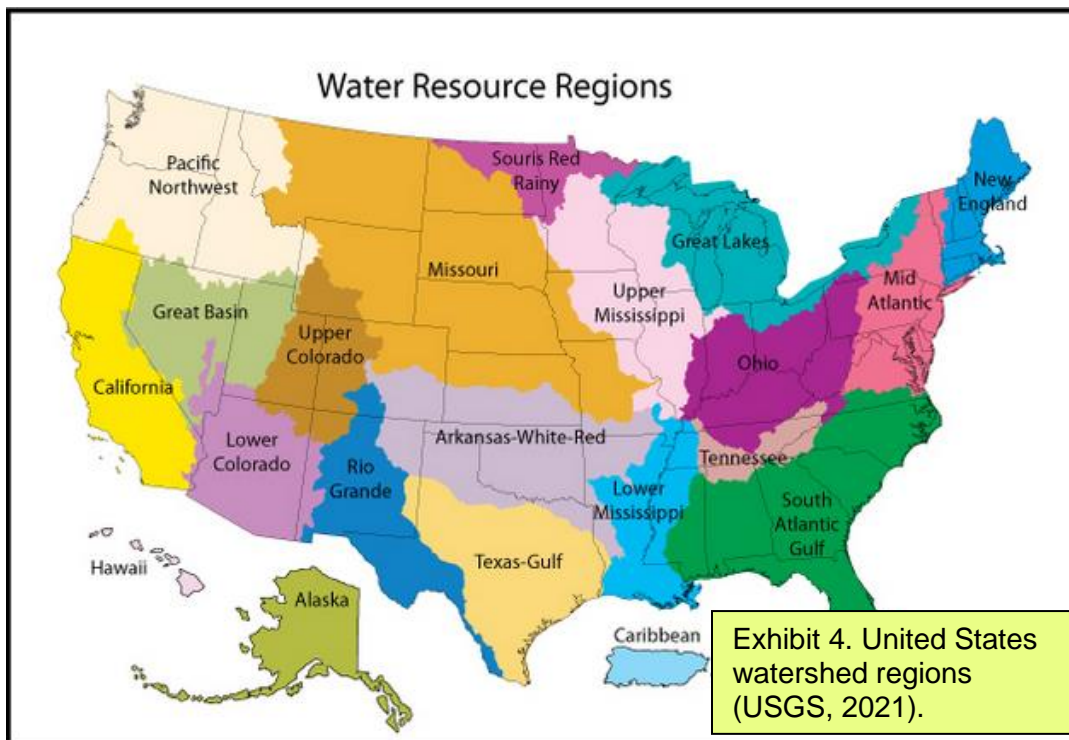 Water Resource Regions
Pacific
Northwest
Souris Red
Rainy
New
England
Great Lakes
Missouri
Mid
Atlantic
Upper
Mississippi
Great Basin
Upper
Colorado
Ohio
California
Arkansas-White-Red
Lower
Colorado
Tennessee
Rio
Grande
Lower
Mississippi
South
Atlantic
Gulf
Texas-Gulf
Hawaii
Alaska
Caribbean
Exhibit 4. United States
watershed regions
(USGS, 2021).